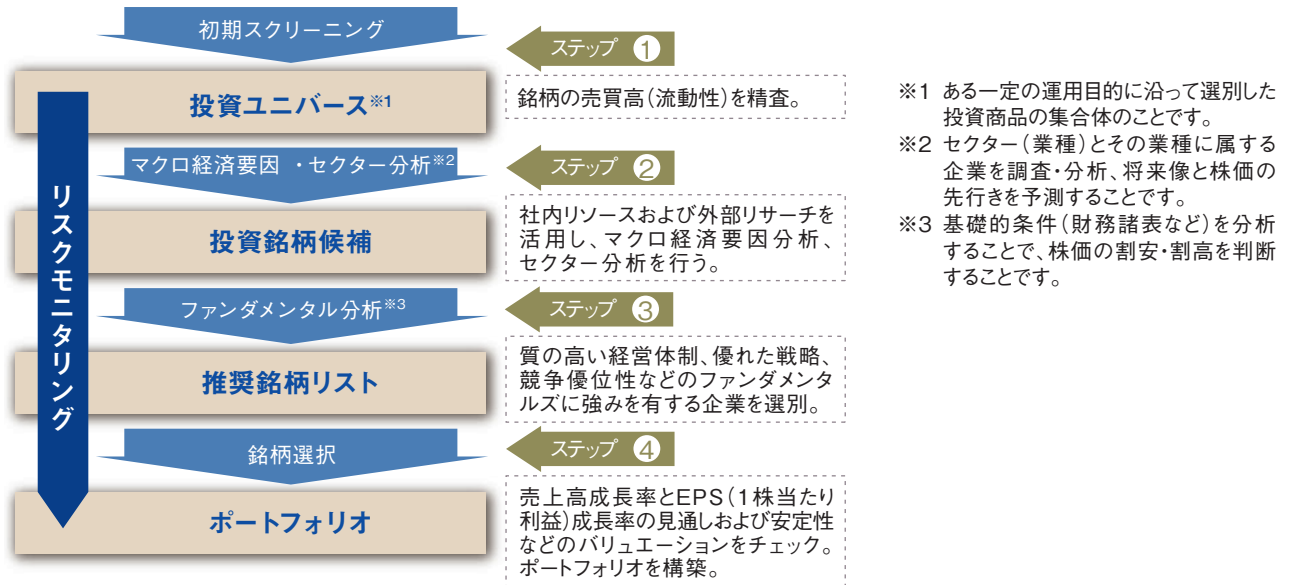 初期スクリーニング
ステップ ❶
投資ユニバース※1
銘柄の売買高(流動性)を精査。
マクロ経済要因 ・セクター分析※2
ステップ ❷
投資銘柄候補
社内リソースおよび外部リサーチを
活用し、マクロ経済要因分析、
セクター分析を行う。
ファンダメンタル分析※3
ステップ ❸
推奨銘柄リスト
質の高い経営体制、優れた戦略、
競争優位性などのファンダメンタ
ルズに強みを有する企業を選別。
銘柄選択
ステップ ❹
ポートフォリオ
売上高成長率とEPS(1株当たり
利益)成長率の見通しおよび安定性
などのバリュエーションをチェック。
ポートフォリオを構築。
リスクモニタリング
※1 ある一定の運用目的に沿って選別した
投資商品の集合体のことです。
※2 セクター(業種)とその業種に属する
企業を調査・分析、将来像と株価の
先行きを予測することです。
※3 基礎的条件(財務諸表など)を分析
することで、株価の割安・割高を判断
することです。